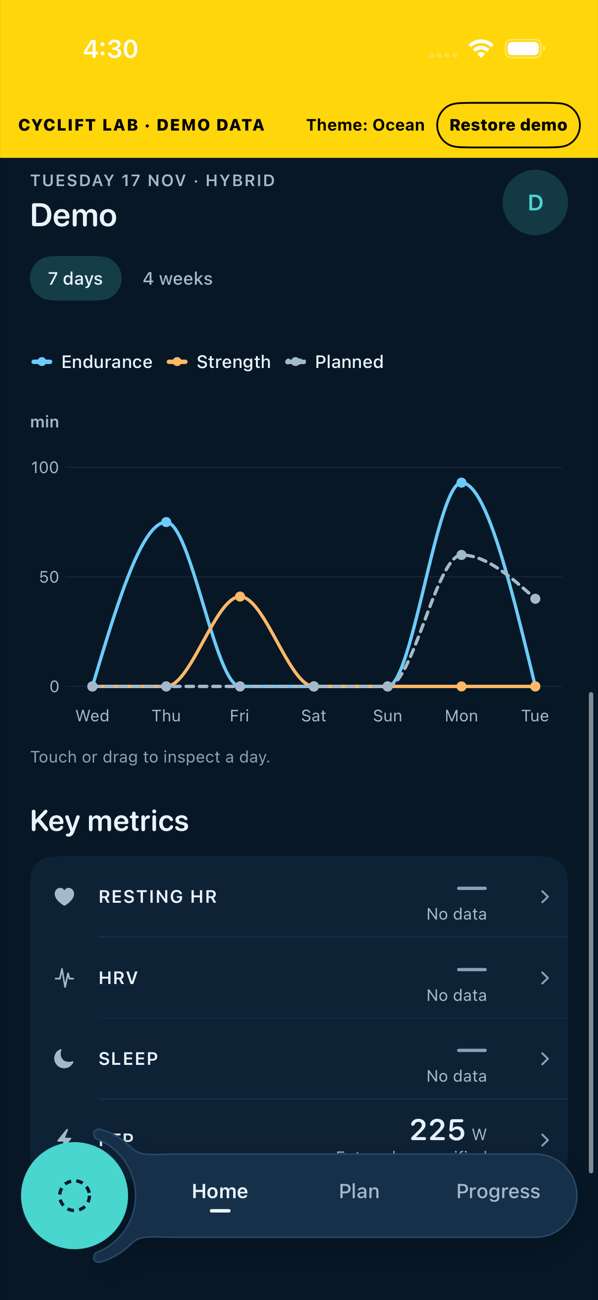 4:30
CYCLIFT LAB · DEMO DATA
Theme: Ocean
Restore demo
TUESDAY 17 NOV · HYBRID
Demo
D
7 days
4 weeks
Endurance
Strength
Planned
min
100
50
0
Wed Thu Fri Sat Sun Mon Tue
Touch or drag to inspect a day.
Key metrics
RESTING HR
No data
HRV
No data
SLEEP
No data
225 W
Home
Plan
Progress